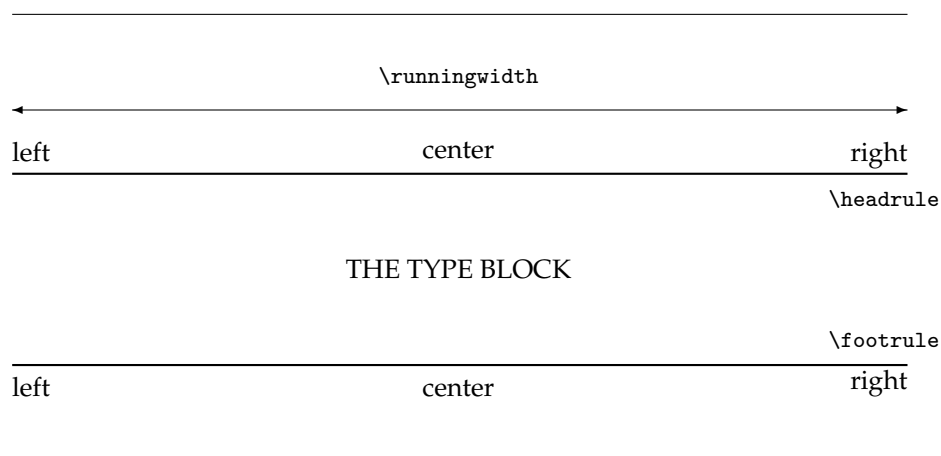 \runningwidth
left center right
\headrule
THE TYPE BLOCK
\footrule
left center right